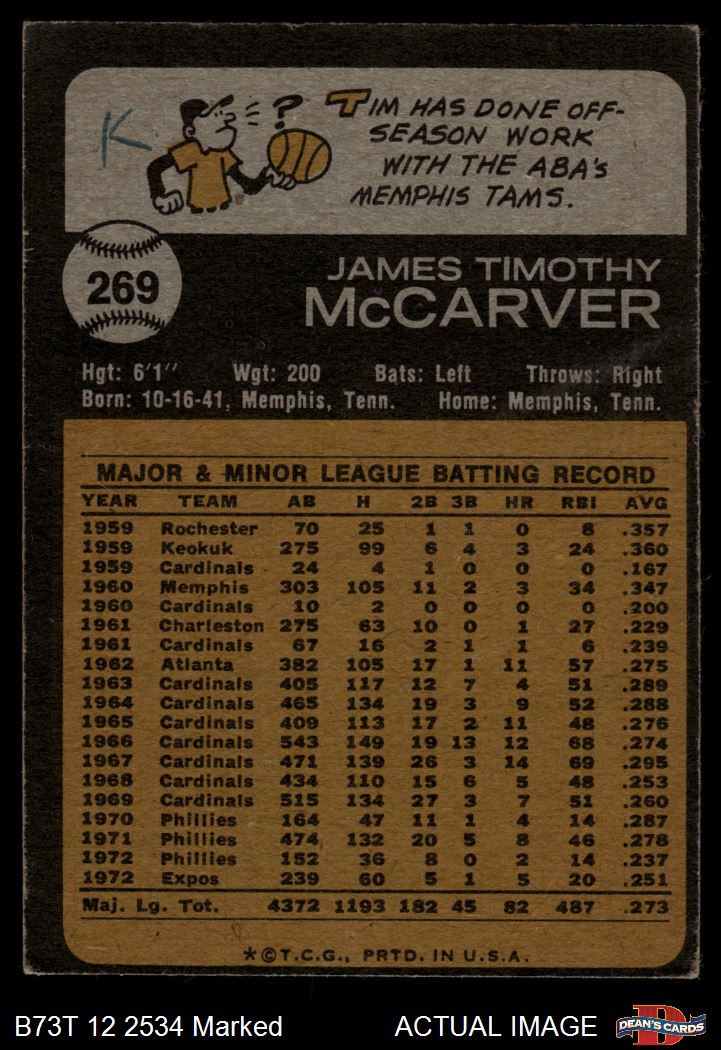 K
?
TIM HAS DONE OFF-
SEASON WORK
WITH THE ABA'S
MEMPHIS TAMS.
269
JAMES TIMOTHY
McCARVER
Hgt: 6'1" Wgt: 200 Bats: Left Throws: Right
Born: 10-16-41, Memphis, Tenn. Home: Memphis, Tenn.
MAJOR & MINOR LEAGUE BATTING RECORD
YEAR TEAM AB H 2B 3B HR RBI AVG
1959 Rochester 70 25 1 1 0 8 .357
1959 Keokuk 275 99 6 4 3 24 .360
1959 Cardinals 24 4 1 0 0 0 .167
1960 Memphis 303 105 11 2 3 34 .347
1960 Cardinals 10 2 0 0 0 0 .200
1961 Charleston 275 63 10 0 1 27 .229
1961 Cardinals 67 16 2 1 1 6 .239
1962 Atlanta 382 105 17 1 11 57 .275
1963 Cardinals 405 117 12 7 4 51 .289
1964 Cardinals 465 134 19 3 9 52 .288
1965 Cardinals 409 113 17 2 11 48 .276
1966 Cardinals 543 149 19 13 12 68 .274
1967 Cardinals 471 139 26 3 14 69 .295
1968 Cardinals 434 110 15 6 5 48 .253
1969 Cardinals 515 134 27 3 7 51 .260
1970 Phillies 164 47 11 1 4 14 .287
1971 Phillies 474 132 20 5 8 46 .278
1972 Phillies 152 36 8 0 2 14 .237
1972 Expos 239 60 5 1 5 20 .251
Maj. Lg. Tot. 4372 1193 182 45 82 487 .273
*©T.C.G., PRTD. IN U.S.A.
B73T 12 2534 Marked ACTUAL IMAGE DEAN'S CARDS